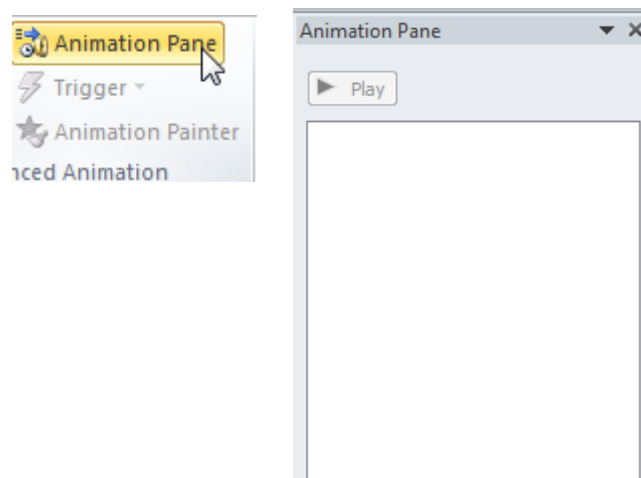 Animation Pane
Trigger
Animation Painter
nced Animation
Animation Pane
Play